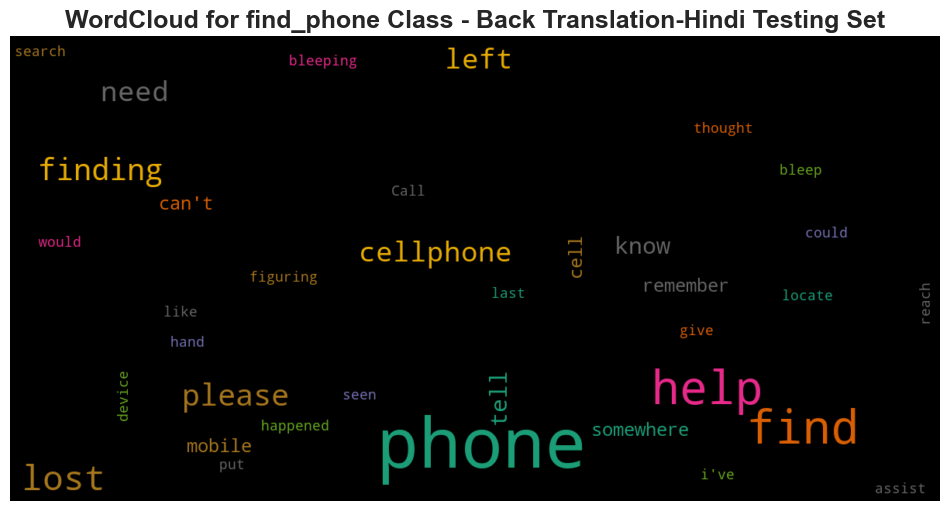 WordCloud for find_phone Class - Back Translation-Hindi Testing Set
search
bleeping
left
need
thought
finding
bleep
can't
Call
would
could
know
cellphone
cell
figuring
remember
last
locate
reach
like
give
hand
device
please
seen
tell
help
happened
somewhere
find
mobile
phone
put
lost
i've
assist